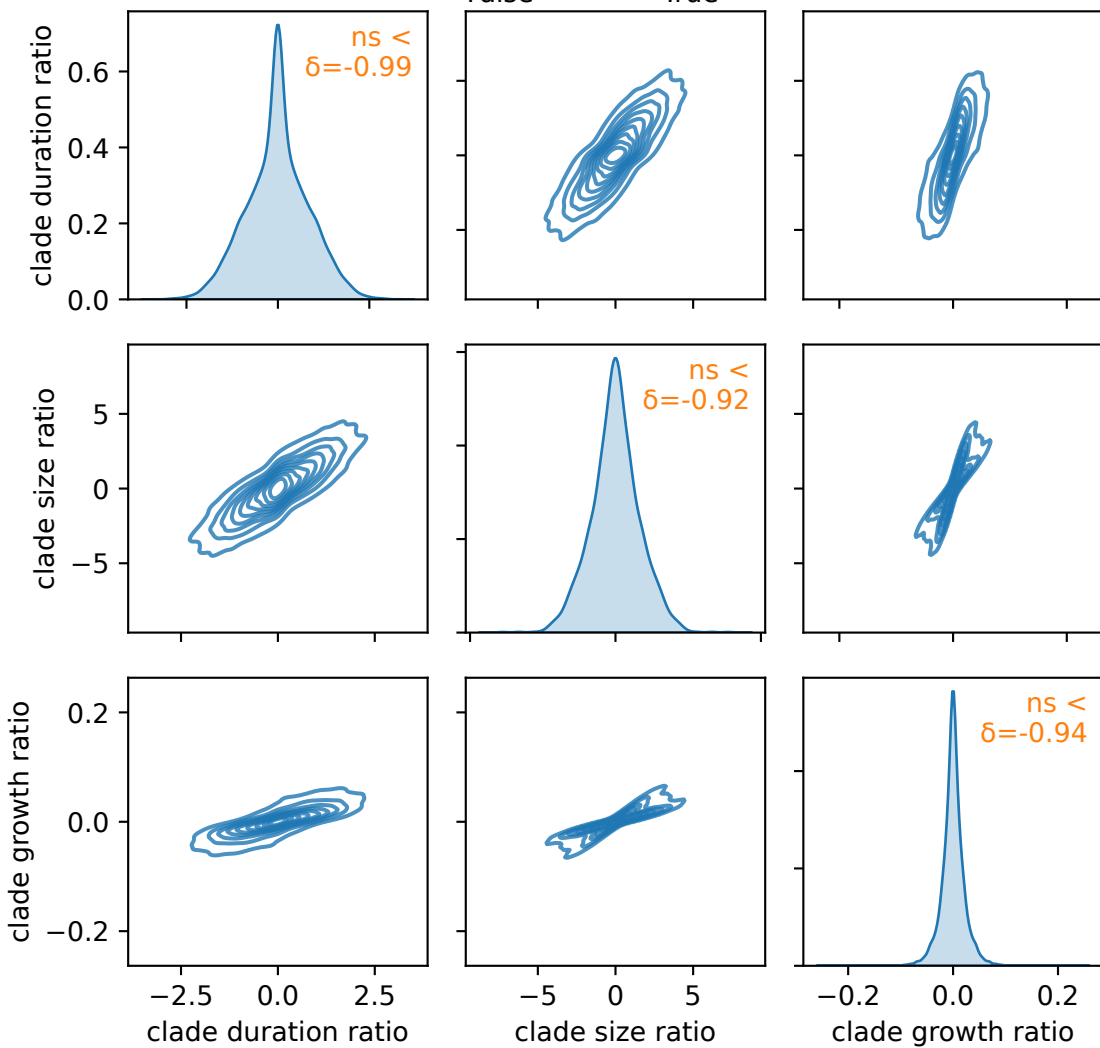 True
clade duration ratio
0.6
0.4
0.2
0.0
ns <
δ=-0.99
clade size ratio
5
0
−5
ns <
δ=-0.92
clade growth ratio
0.2
0.0
−0.2
ns <
δ=-0.94
−2.5 0.0 2.5
−5 0 5
−0.2 0.0 0.2
clade duration ratio
clade size ratio
clade growth ratio